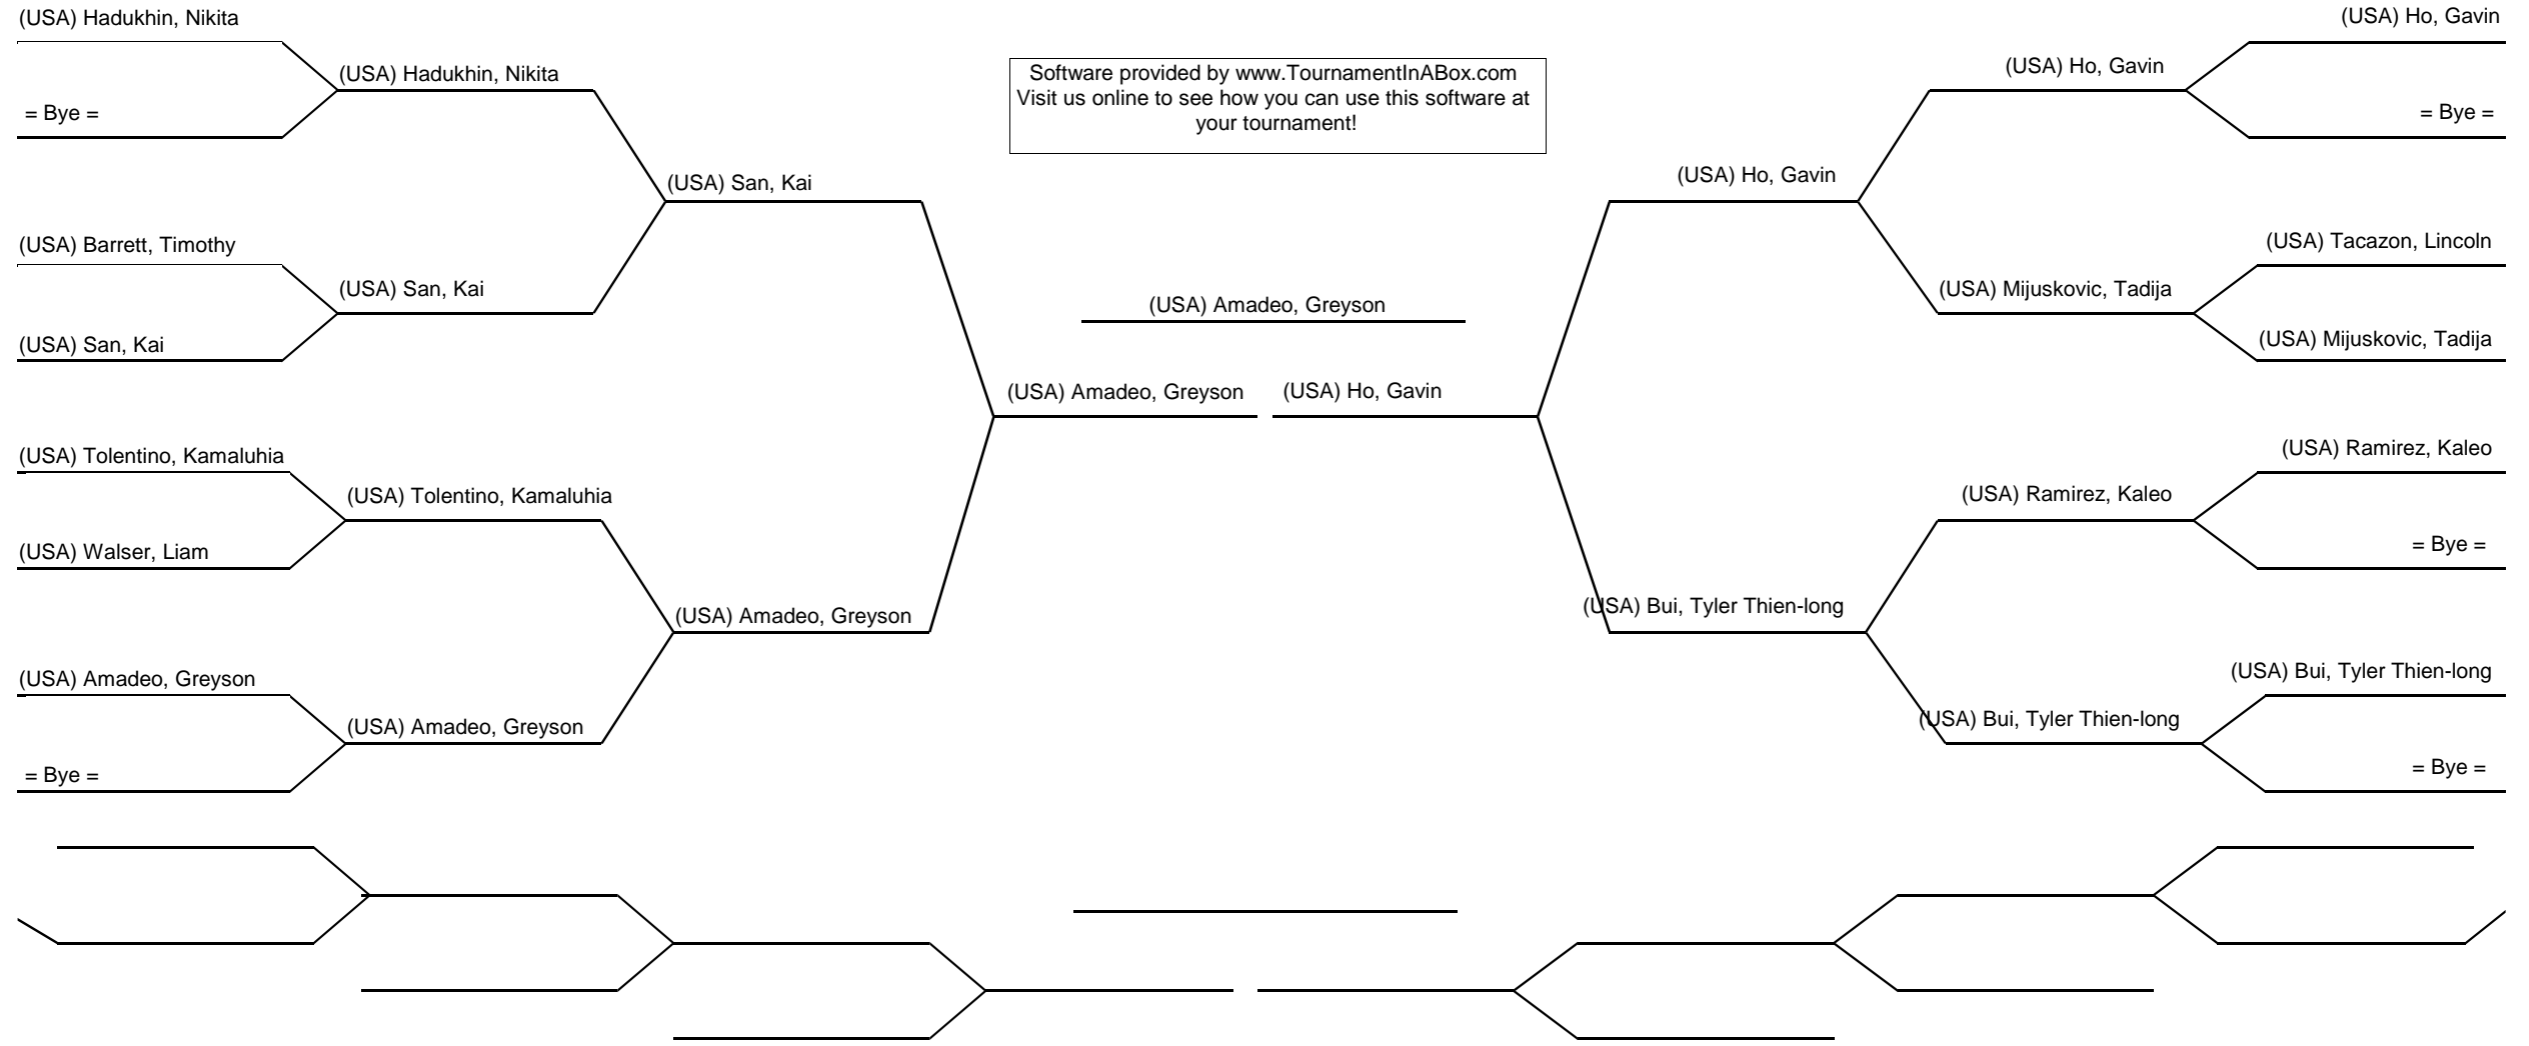 (USA) Hadukhin, Nikita
= Bye =
(USA) Barrett, Timothy
(USA) San, Kai
(USA) Tolentino, Kamaluhia
(USA) Walser, Liam
(USA) Amadeo, Greyson
= Bye =
(USA) Hadukhin, Nikita
(USA) San, Kai
(USA) Tolentino, Kamaluhia
(USA) Amadeo, Greyson
(USA) San, Kai
(USA) Amadeo, Greyson
Software provided by www.TournamentInABox.com
Visit us online to see how you can use this software at
your tournament!
(USA) Amadeo, Greyson
(USA) Amadeo, Greyson
(USA) Ho, Gavin
(USA) Ho, Gavin
(USA) Bui, Tyler Thien-long
(USA) Ho, Gavin
(USA) Mijuskovic, Tadija
(USA) Ramirez, Kaleo
(USA) Bui, Tyler Thien-long
(USA) Ho, Gavin
= Bye =
(USA) Tacazon, Lincoln
(USA) Mijuskovic, Tadija
(USA) Ramirez, Kaleo
= Bye =
(USA) Bui, Tyler Thien-long
= Bye =